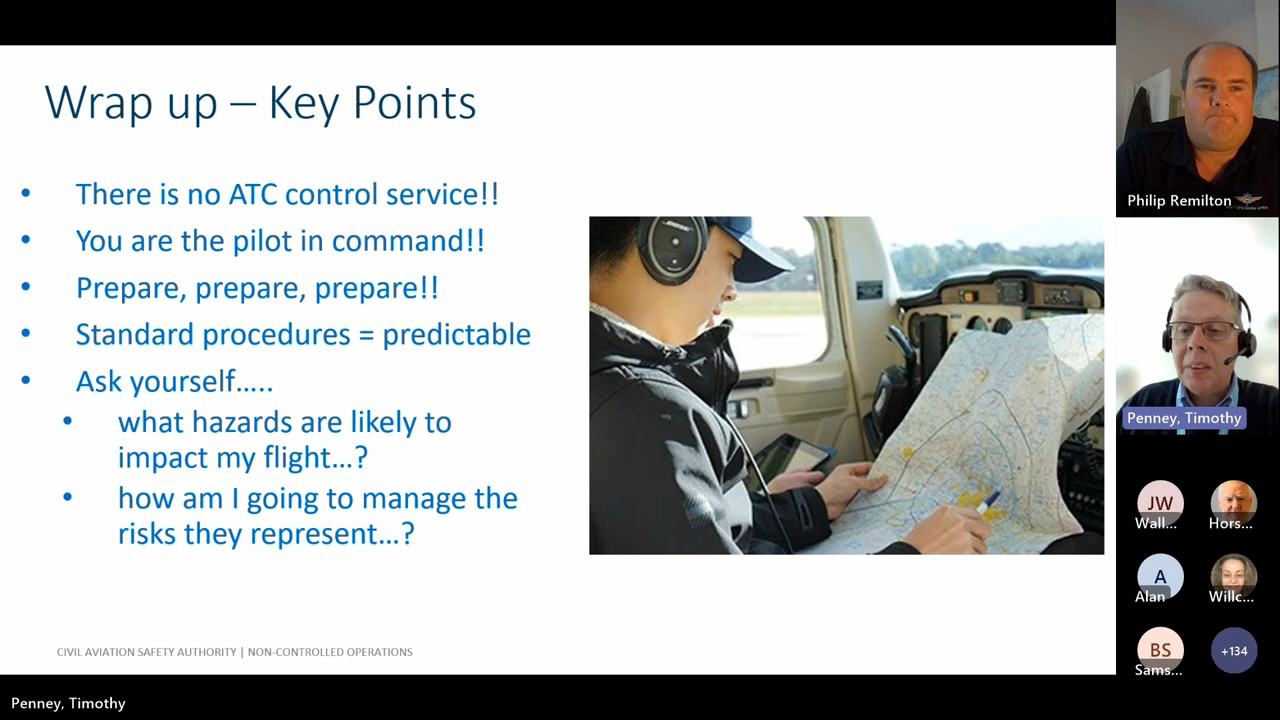 Wrap up – Key Points
• There is no ATC control service!!
• You are the pilot in command!!
• Prepare, prepare, prepare!!
• Standard procedures = predictable
• Ask yourself…..
• what hazards are likely to
impact my flight…?
• how am I going to manage the
risks they represent…?
CIVIL AVIATION SAFETY AUTHORITY | NON-CONTROLLED OPERATIONS
BOSE
Philip Remilton
Penney, Timothy
JW
Wall...
Hors...
A
Alan
Willc...
BS
Sams...
+134
Penney, Timothy